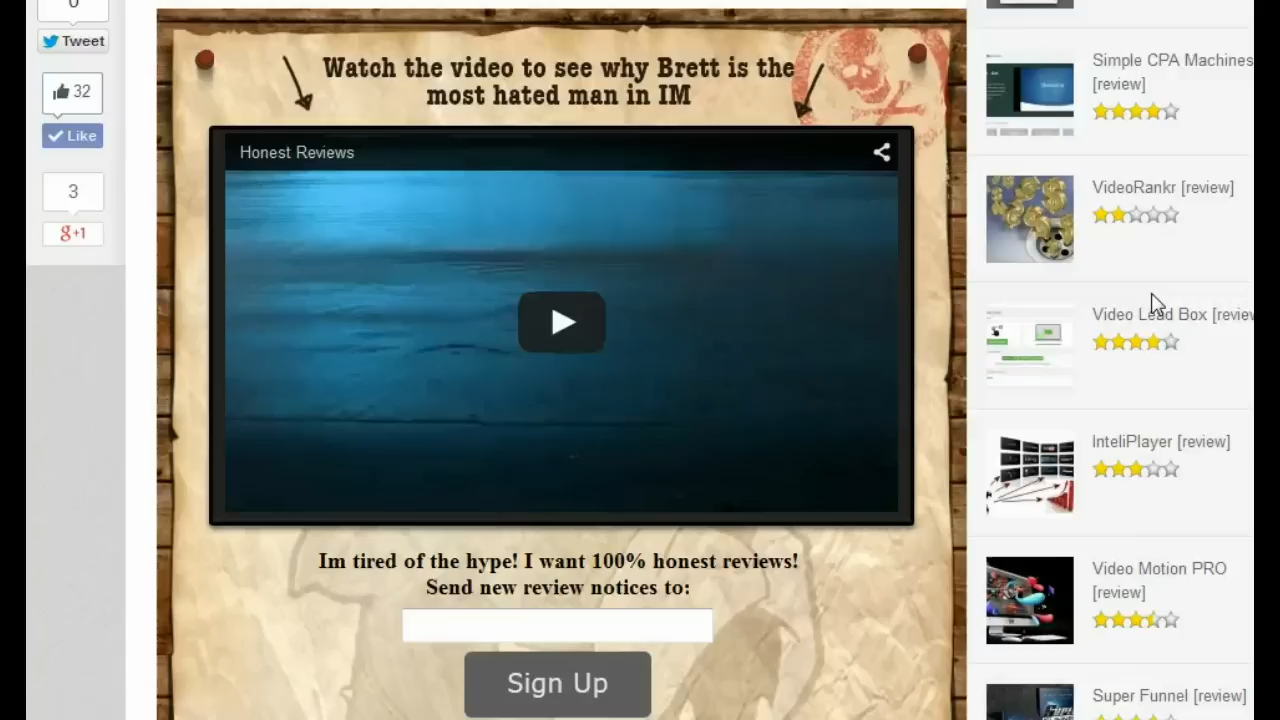 0
Tweet
32
Like
3
g+1
Watch the video to see why Brett is the
most hated man in IM
Honest Reviews
Im tired of the hype! I want 100% honest reviews!
Send new review notices to:
Sign Up
Simple CPA Machines
[review]
VideoRankr [review]
Video Lead Box [review
InteliPlayer [review]
Video Motion PRO
[review]
Super Funnel [review]